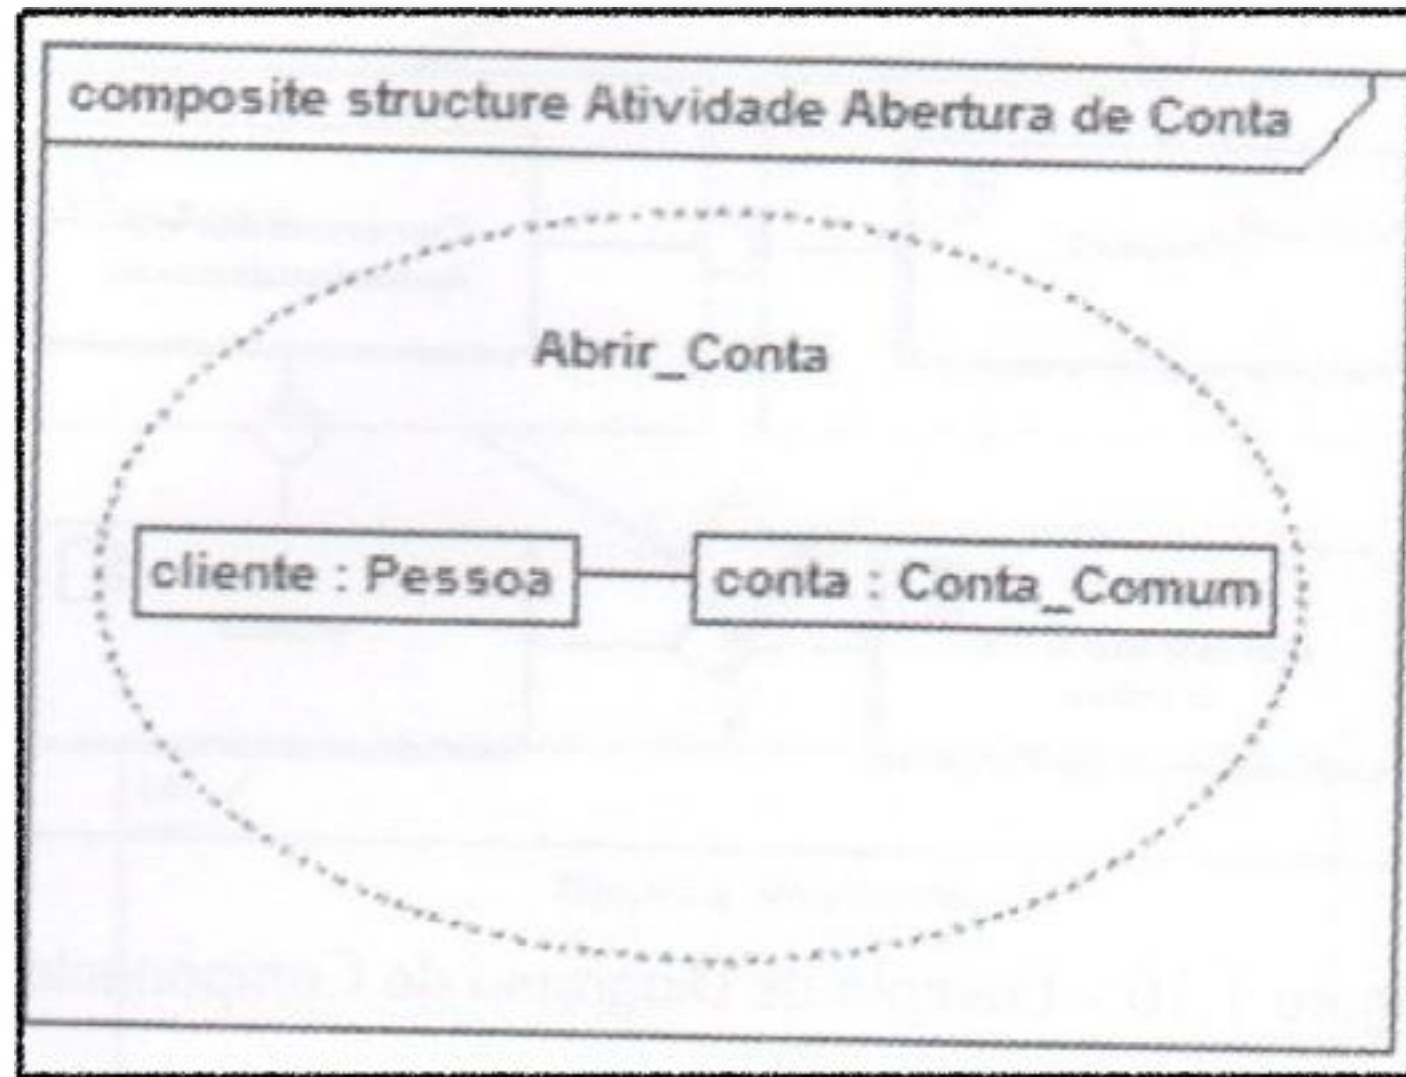 composite structure Atividade Abertura de Conta
Abrir_Conta
cliente : Pessoa
conta : Conta_Comum